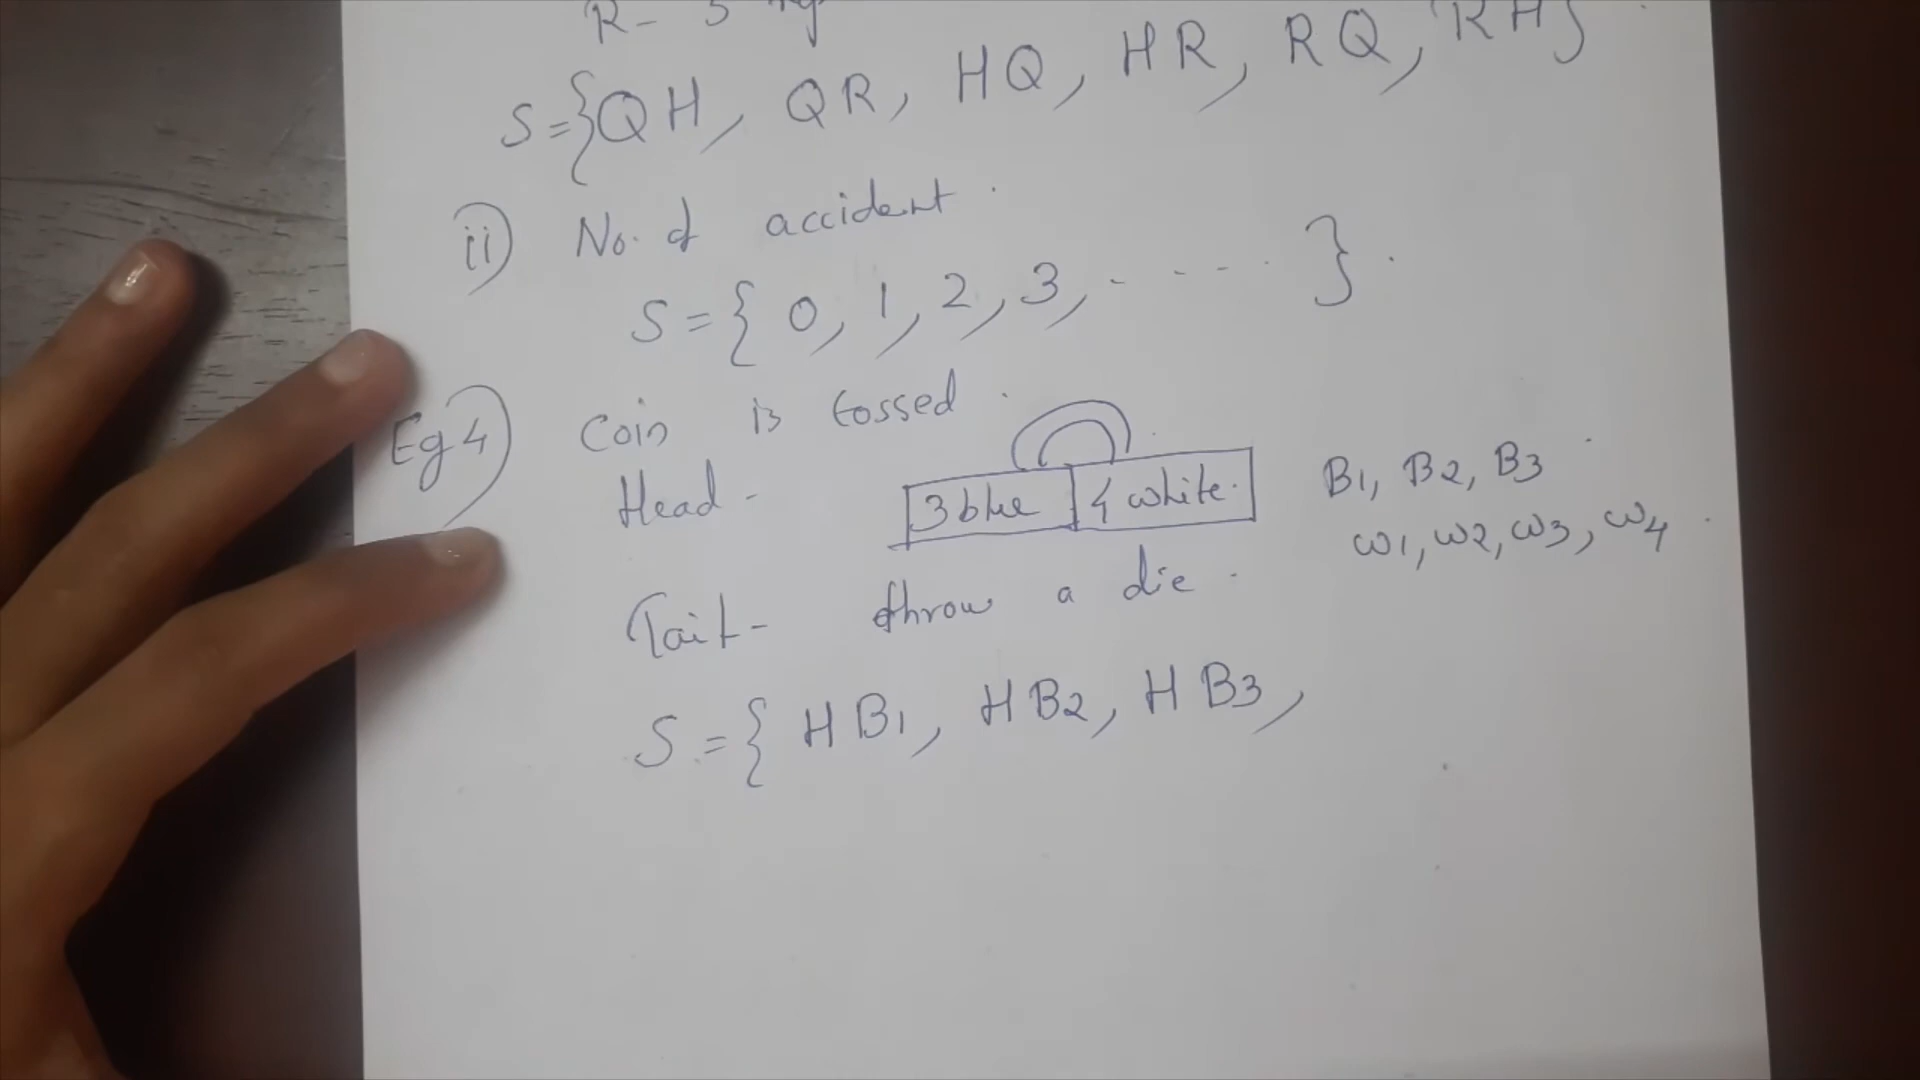 R- 5
S={QH, QR, HQ, HR, RQ, RH}
ii) No. of accident.
S={ 0, 1, 2, 3, - - - - }.
Eg 4) Coin is tossed.
Head - 3 blue 4 white. B1, B2, B3
W1, W2, W3, W4.
Tail- throw a die.
S={ HB1, HB2, HB3,